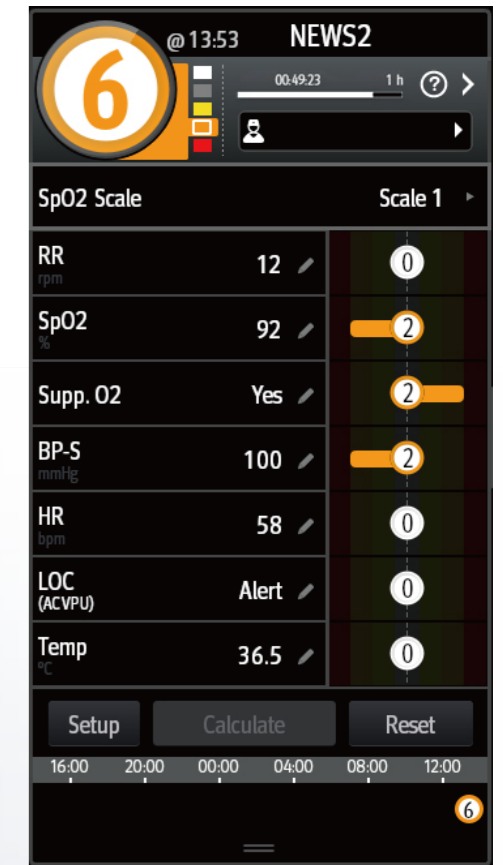 @ 13:53 NEWS2
6
00:49:23 1 h ?
SpO2 Scale Scale 1
RR 12 0
rpm
SpO2 92 2
%
Supp. O2 Yes 2
BP-S 100 2
mmHg
HR 58 0
bpm
LOC Alert 0
(ACVPU)
Temp 36.5 0
°C
Setup Calculate Reset
16:00 20:00 00:00 04:00 08:00 12:00
6